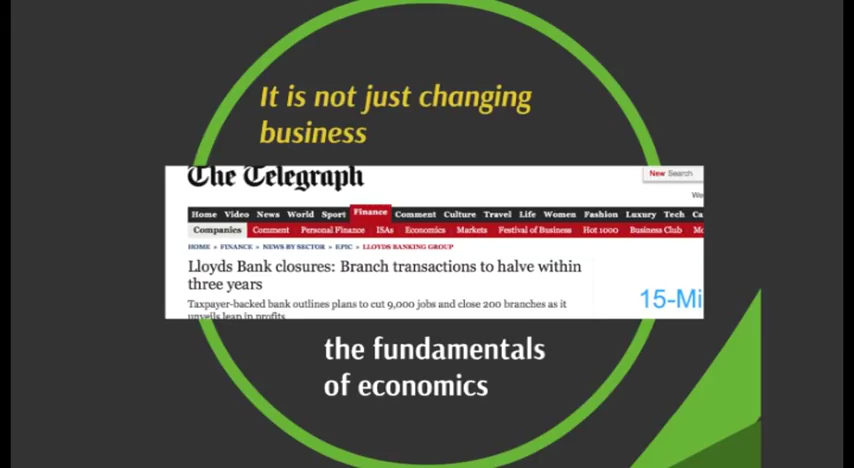 It is not just changing
business
The Telegraph
New Search
We
Home Video News World Sport Finance Comment Culture Travel Life Women Fashion Luxury Tech Ca
Companies Comment Personal Finance ISAs Economics Markets Festival of Business Hot 1000 Business Club Mo
HOME » FINANCE » NEWS BY SECTOR » EPIC » LLOYDS BANKING GROUP
Lloyds Bank closures: Branch transactions to halve within
three years
15-Mi
Taxpayer-backed bank outlines plans to cut 9,000 jobs and close 200 branches as it
unveils leap in profits
the fundamentals
of economics